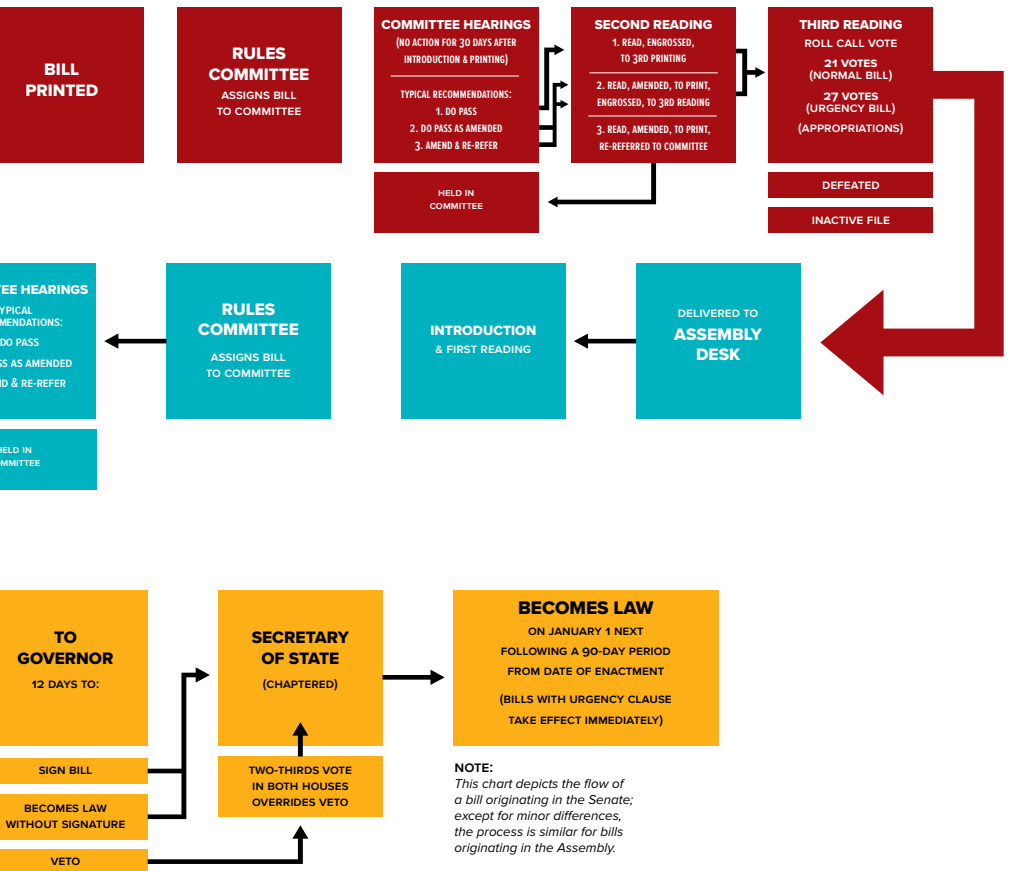 BILL
PRINTED
RULES
COMMITTEE
ASSIGNS BILL
TO COMMITTEE
COMMITTEE HEARINGS
(NO ACTION FOR 30 DAYS AFTER
INTRODUCTION & PRINTING)
TYPICAL RECOMMENDATIONS:
1. DO PASS
2. DO PASS AS AMENDED
3. AMEND & RE-REFER
HELD IN
COMMITTEE
SECOND READING
1. READ, ENGROSSED,
TO 3RD PRINTING
2. READ, AMENDED, TO PRINT,
ENGROSSED, TO 3RD READING
3. READ, AMENDED, TO PRINT,
RE-REFERRED TO COMMITTEE
THIRD READING
ROLL CALL VOTE
21 VOTES
(NORMAL BILL)
27 VOTES
(URGENCY BILL)
(APPROPRIATIONS)
DEFEATED
INACTIVE FILE
EE HEARINGS
YPICAL
MENDATIONS:
DO PASS
SS AS AMENDED
ND & RE-REFER
HELD IN
OMMITTEE
RULES
COMMITTEE
ASSIGNS BILL
TO COMMITTEE
INTRODUCTION
& FIRST READING
DELIVERED TO
ASSEMBLY
DESK
TO
GOVERNOR
12 DAYS TO:
SIGN BILL
BECOMES LAW
WITHOUT SIGNATURE
VETO
SECRETARY
OF STATE
(CHAPTERED)
TWO-THIRDS VOTE
IN BOTH HOUSES
OVERRIDES VETO
BECOMES LAW
ON JANUARY 1 NEXT
FOLLOWING A 90-DAY PERIOD
FROM DATE OF ENACTMENT
(BILLS WITH URGENCY CLAUSE
TAKE EFFECT IMMEDIATELY)
NOTE:
This chart depicts the flow of
a bill originating in the Senate;
except for minor differences,
the process is similar for bills
originating in the Assembly.